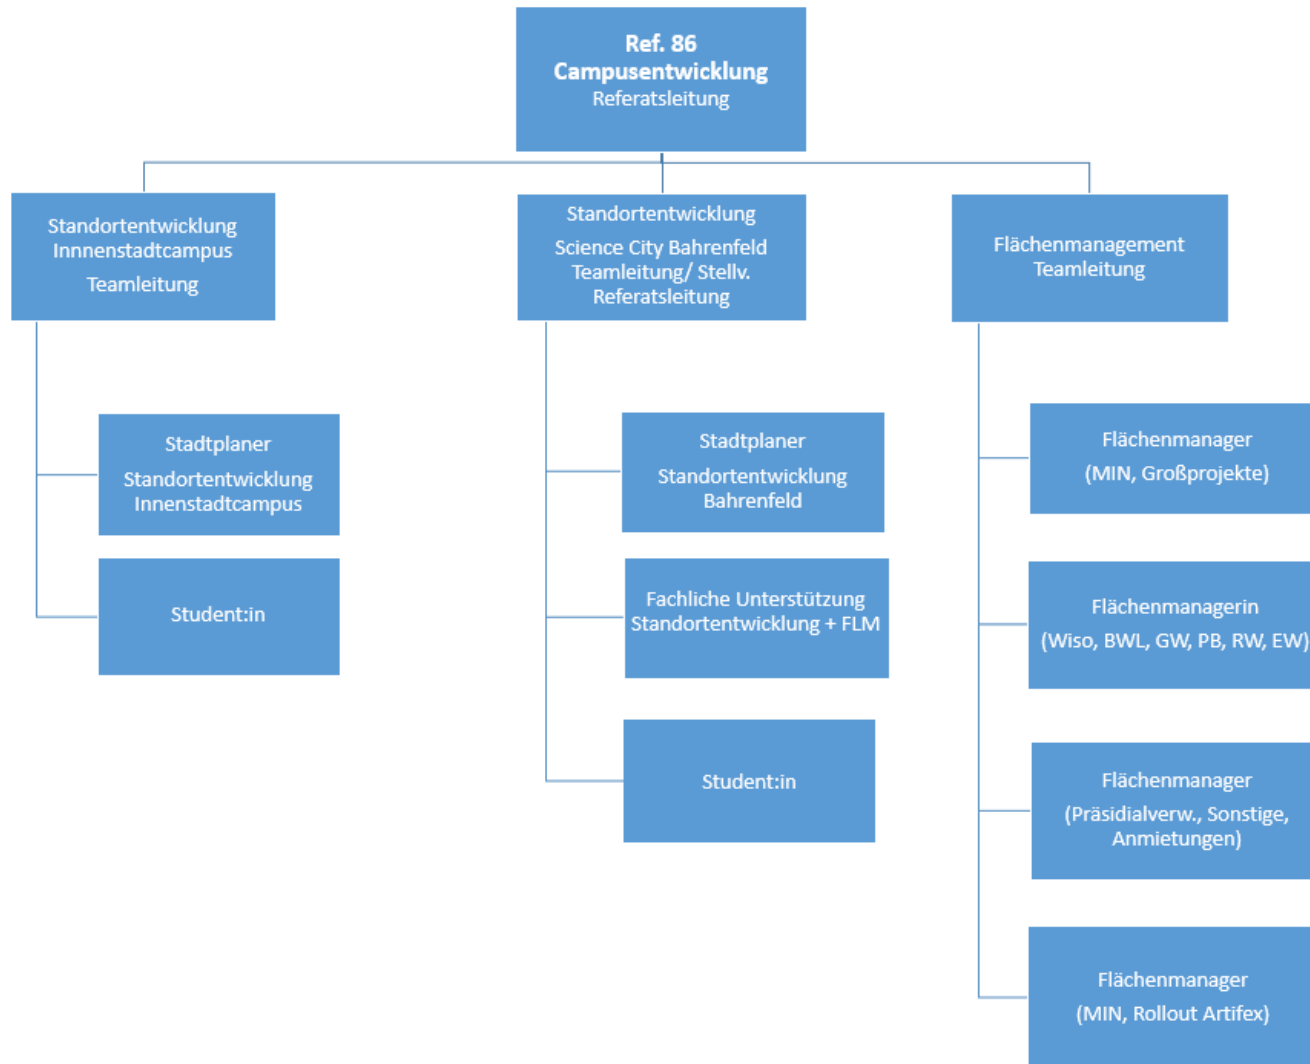 Ref. 86
Campusentwicklung
Referatsleitung
Standortentwicklung
Innnenstadtcampus
Teamleitung
Standortentwicklung
Science City Bahrenfeld
Teamleitung/ Stellv.
Referatsleitung
Flächenmanagement
Teamleitung
Stadtplaner
Standortentwicklung
Innenstadtcampus
Student:in
Stadtplaner
Standortentwicklung
Bahrenfeld
Fachliche Unterstützung
Standortentwicklung + FLM
Student:in
Flächenmanager
(MIN, Großprojekte)
Flächenmanagerin
(Wiso, BWL, GW, PB, RW, EW)
Flächenmanager
(Präsidialverw., Sonstige,
Anmietungen)
Flächenmanager
(MIN, Rollout Artifex)